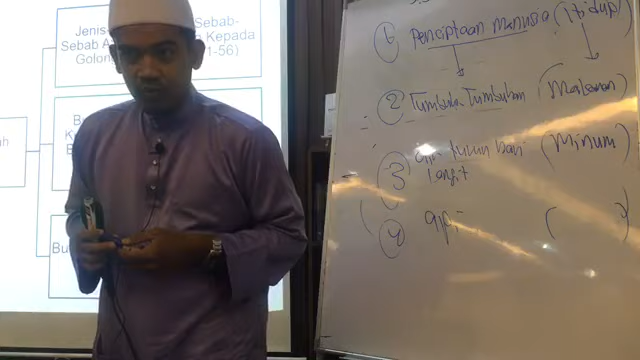 Jenis-
Sebab-
Sebab A
Kepada
Golon
1-56)
Bu
1 Penciptaan Manusia (Hidup)
2 Tumbuh-Tumbuhan (Makanan)
3 air turun dari (Minum)
langit
4 api (      )